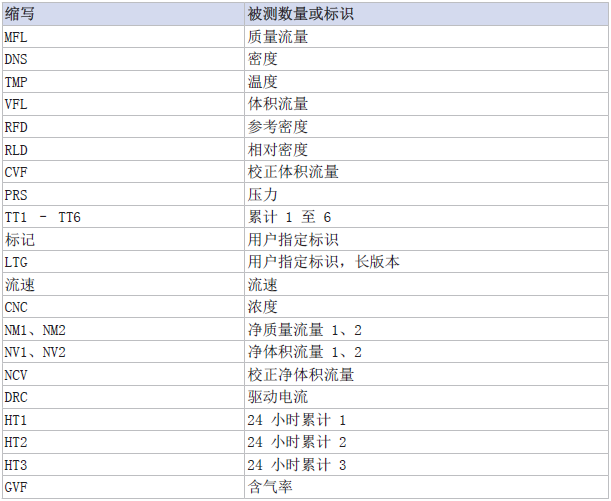 缩写 被测数量或标识
MFL 质量流量
DNS 密度
TMP 温度
VFL 体积流量
RFD 参考密度
RLD 相对密度
CVF 校正体积流量
PRS 压力
TT1 – TT6 累计 1 至 6
标记 用户指定标识
LTG 用户指定标识，长版本
流速 流速
CNC 浓度
NM1、NM2 净质量流量 1、2
NV1、NV2 净体积流量 1、2
NCV 校正净体积流量
DRC 驱动电流
HT1 24 小时累计 1
HT2 24 小时累计 2
HT3 24 小时累计 3
GVF 含气率